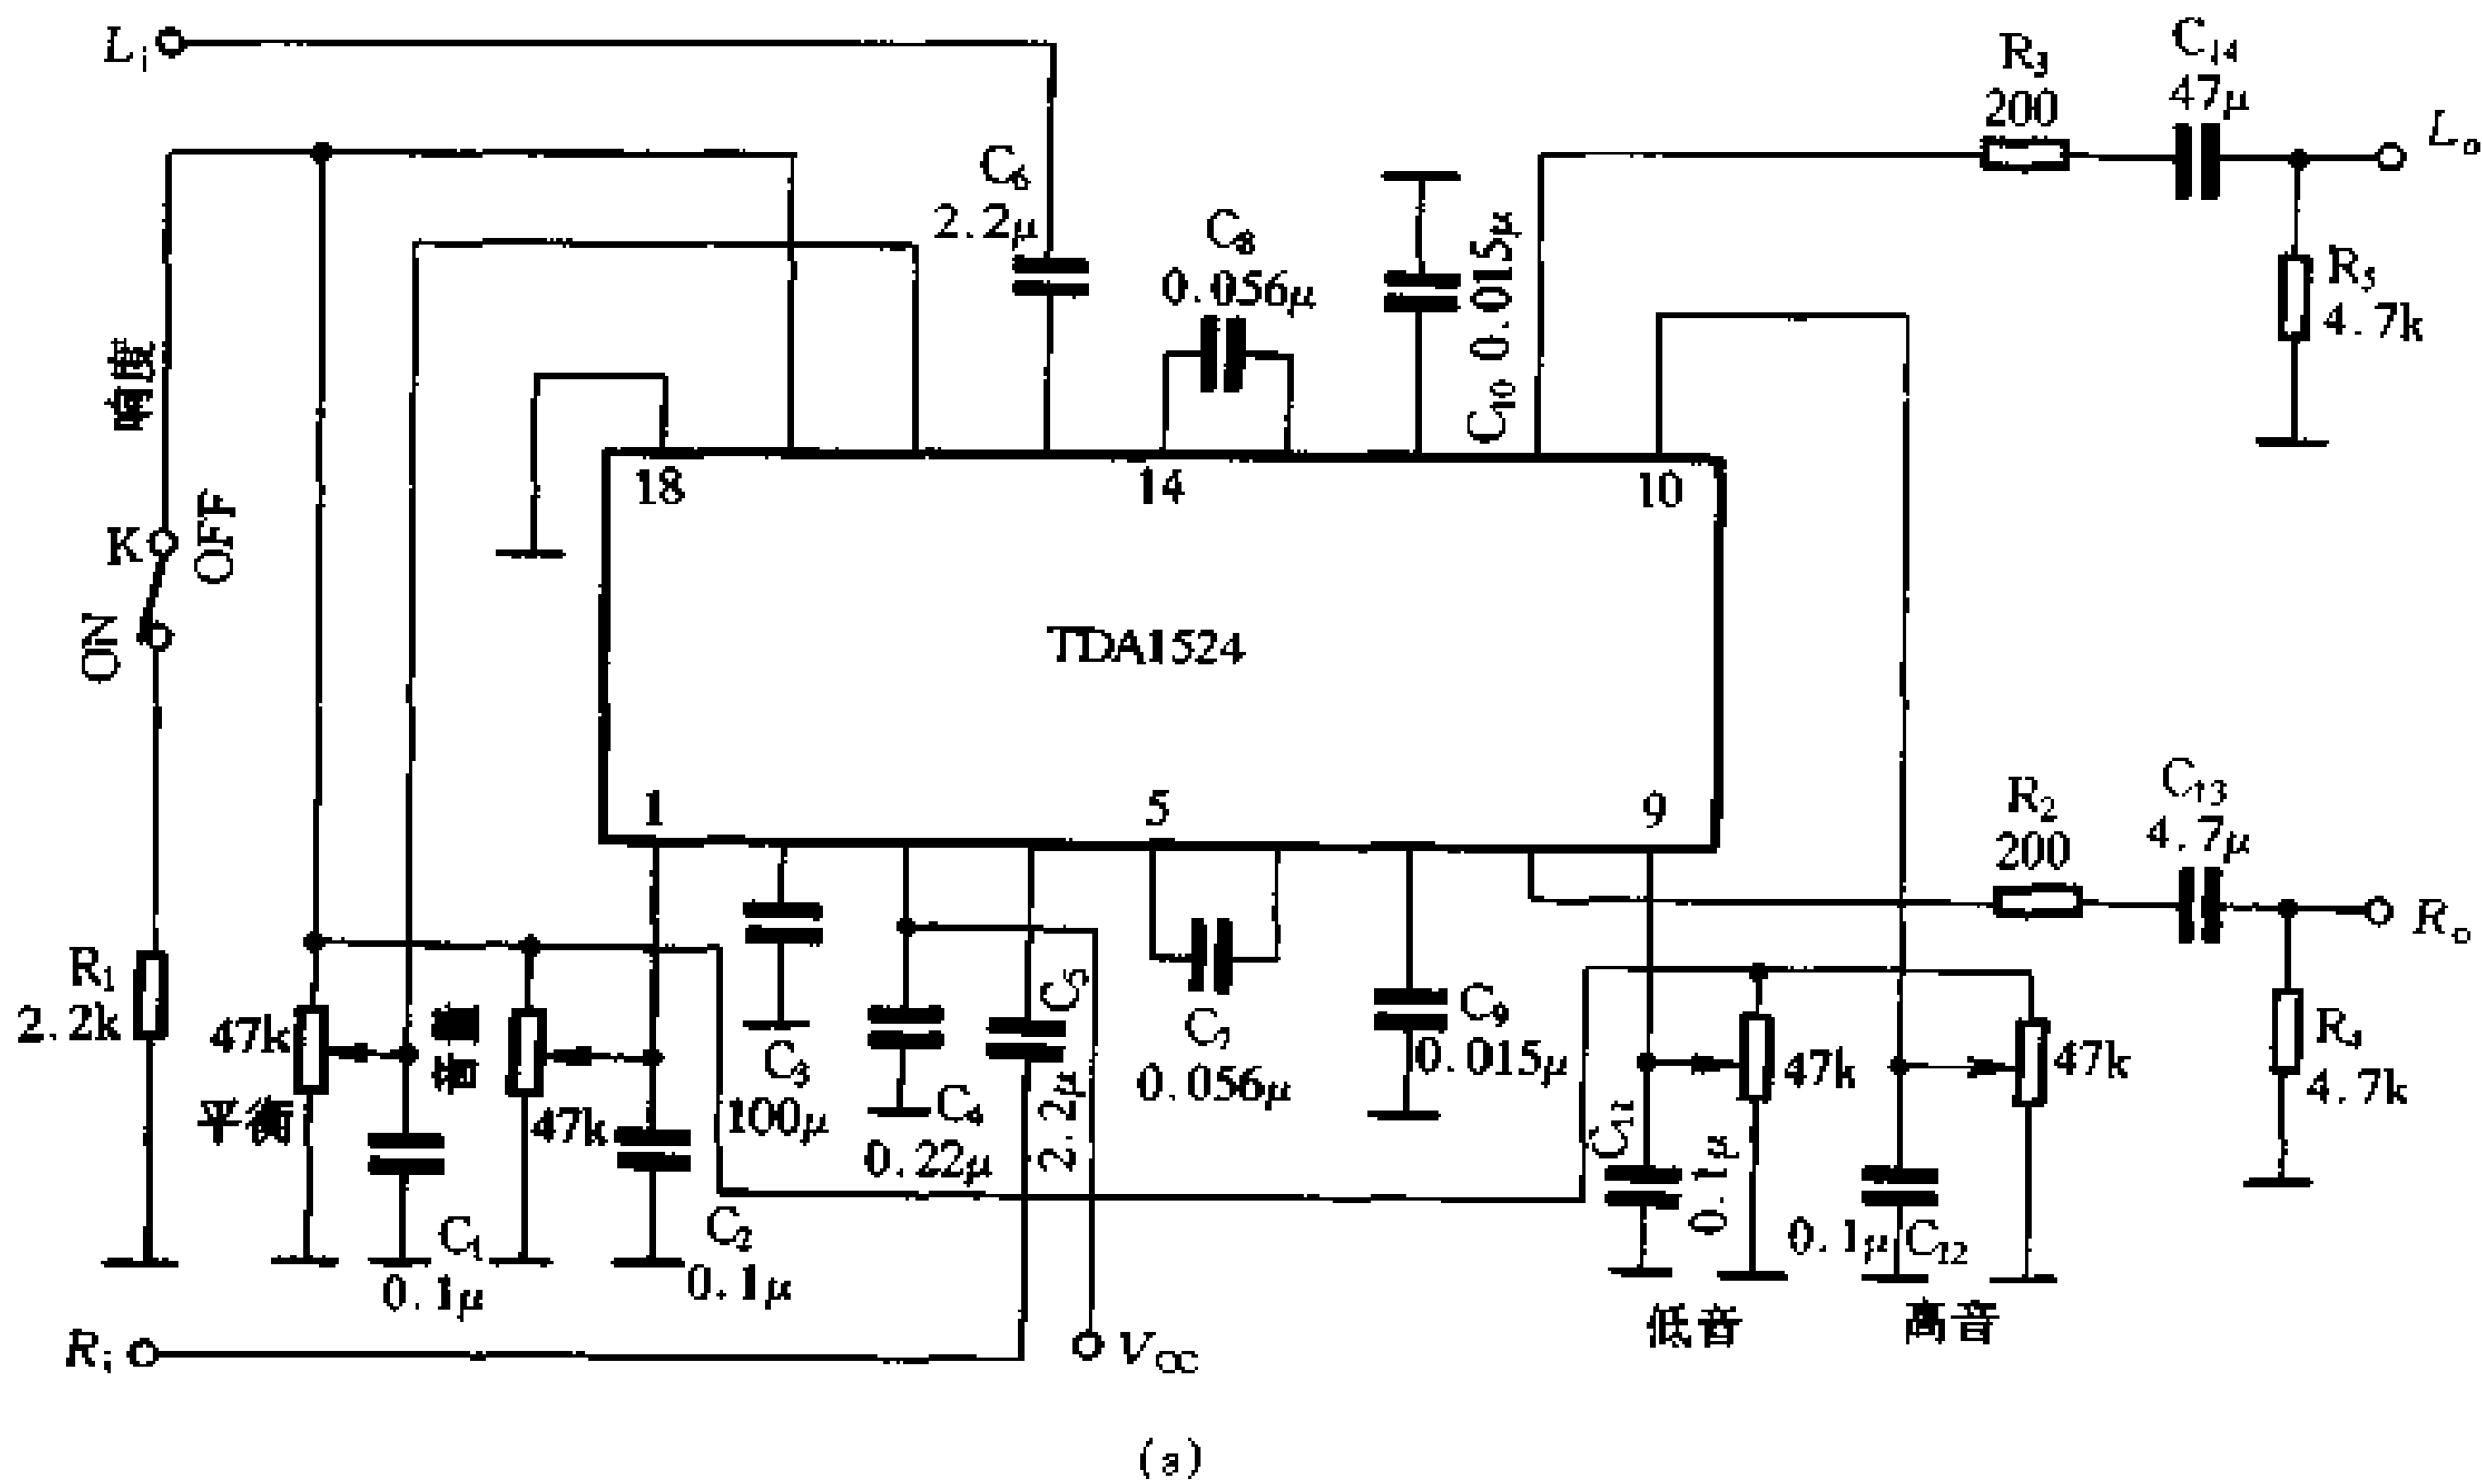 L i
R3
200
C14
47μ
Lo
C6
2.2μ
C8
0.056μ
C10 0.015μ
R5
4.7k
响度
K
OFF
ON
18
14
10
TDA1524
1
5
9
R2
200
C13
4.7μ
Ro
R1
2.2k
47k
平衡
音量
47k
C3
100μ
C4
0.22μ
C5
2.2μ
C7
0.056μ
C9
0.015μ
C11
0.1μ
47k
47k
R4
4.7k
C1
0.1μ
C2
0.1μ
0.1μ C12
低音
高音
R i
VCC
(a)